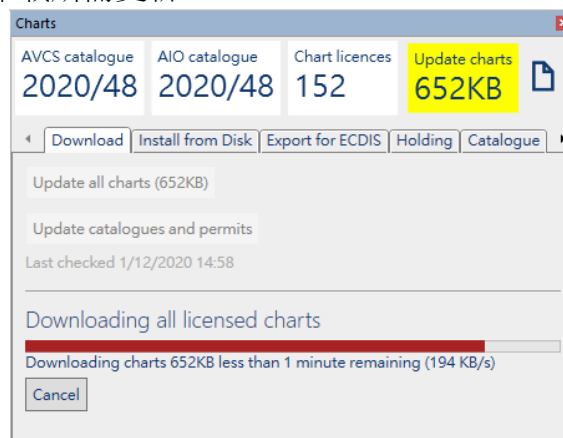 Charts
AVCS catalogue AIO catalogue Chart licences Update charts
2020/48 2020/48 152 652KB
Download Install from Disk Export for ECDIS Holding Catalogue
Update all charts (652KB)
Update catalogues and permits
Last checked 1/12/2020 14:58
Downloading all licensed charts
Downloading charts 652KB less than 1 minute remaining (194 KB/s)
Cancel